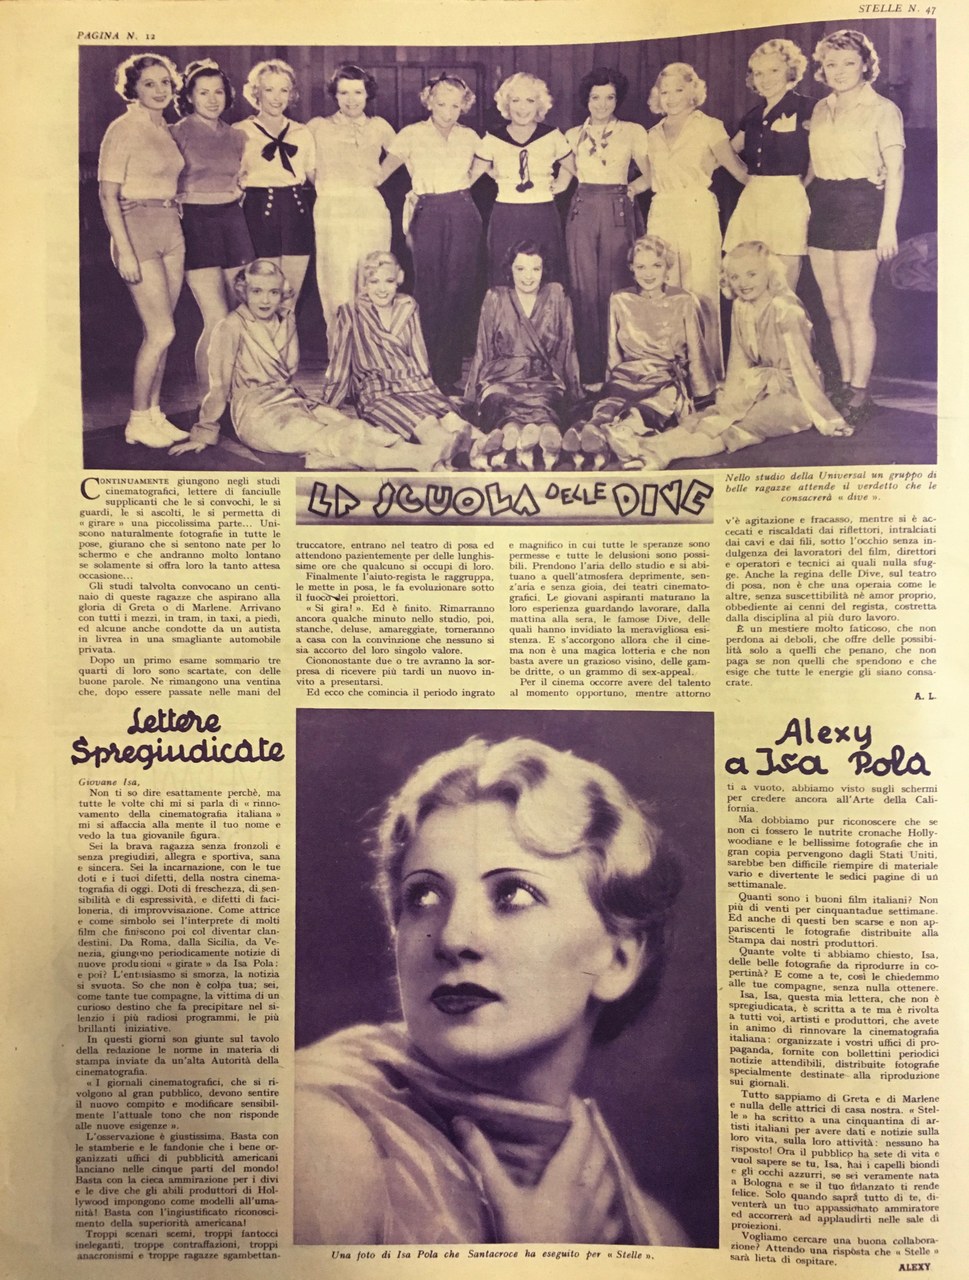 PAGINA N. 12
STELLE N. 47
Nello studio della Universal un gruppo di
belle ragazze attende il verdetto che le
consacrerà « dive ».
LA SCUOLA DELLE DIVE
CONTINUAMENTE giungono negli studi
cinematografici, lettere di fanciulle
supplicanti che le si convochi, le si
guardi, le si ascolti, le si permetta di
« girare » una piccolissima parte... Uni-
scono naturalmente fotografie in tutte le
pose, giurano che si sentono nate per lo
schermo e che andranno molto lontano
se solamente si offra loro la tanto attesa
occasione...
Gli studi talvolta convocano un centi-
naio di queste ragazze che aspirano alla
gloria di Greta o di Marlene. Arrivano
con tutti i mezzi, in tram, in taxi, a piedi,
ed alcune anche condotte da un autista
in livrea in una smagliante automobile
privata.
Dopo un primo esame sommario tre
quarti di loro sono scartate, con delle
buone parole. Ne rimangono una ventina
che, dopo essere passate nelle mani del
truccatore, entrano nel teatro di posa ed
attendono pazientemente per delle lunghis-
sime ore che qualcuno si occupi di loro.
Finalmente l'aiuto-regista le raggruppa,
le mette in posa, le fa evoluzionare sotto
il fuoco dei proiettori.
« Si gira! ». Ed è finito. Rimarranno
ancora qualche minuto nello studio, poi,
stanche, deluse, amareggiate, torneranno
a casa con la convinzione che nessuno si
sia accorto del loro singolo valore.
Ciononostante due o tre avranno la sor-
presa di ricevere più tardi un nuovo in-
vito a presentarsi.
Ed ecco che comincia il periodo ingrato
e magnifico in cui tutte le speranze sono
permesse e tutte le delusioni sono possi-
bili. Prendono l'aria dello studio e si abi-
tuano a quell'atmosfera deprimente, sen-
z'aria e senza gioia, dei teatri cinemato-
grafici. Le giovani aspiranti maturano la
loro esperienza guardando lavorare, dalla
mattina alla sera, le famose Dive, delle
quali hanno invidiato la meravigliosa esi-
stenza. E s'accorgono allora che il cine-
ma non è una magica lotteria e che non
basta avere un grazioso visino, delle gam-
be dritte, o un grammo di sex-appeal.
Per il cinema occorre avere del talento
al momento opportuno, mentre attorno
v'è agitazione e fracasso, mentre si è ac-
cecati e riscaldati dai riflettori, intralciati
dai cavi e dai fili, sotto l'occhio senza in-
dulgenza dei lavoratori del film, direttori
e operatori e tecnici ai quali nulla sfug-
ge. Anche la regina delle Dive, sul teatro
di posa, non è che una operaia come le
altre, senza suscettibilità nè amor proprio,
obbediente ai cenni del regista, costretta
dalla disciplina al più duro lavoro.
È un mestiere molto faticoso, che non
perdona ai deboli, che offre delle possibi-
lità solo a quelli che penano, che non
paga se non quelli che spendono e che
esige che tutte le energie gli siano consa-
crate.
A. L.
Lettere
Spregiudicate
Giovane Isa,
Non ti so dire esattamente perchè, ma
tutte le volte chi mi si parla di « rinno-
vamento della cinematografia italiana »
mi si affaccia alla mente il tuo nome e
vedo la tua giovanile figura.
Sei la brava ragazza senza fronzoli e
senza pregiudizi, allegra e sportiva, sana
e sincera. Sei la incarnazione, con le tue
doti e i tuoi difetti, della nostra cinema-
tografia di oggi. Doti di freschezza, di sen-
sibilità e di espressività, e difetti di faci-
loneria, di improvvisazione. Come attrice
e come simbolo sei l'interprete di molti
film che finiscono poi col diventar clan-
destini. Da Roma, dalla Sicilia, da Ve-
nezia, giungono periodicamente notizie di
nuove produzioni « girate » da Isa Pola:
e poi? L'entusiasmo si smorza, la notizia
si svuota. So che non è colpa tua; sei,
come tante tue compagne, la vittima di un
curioso destino che fa precipitare nel si-
lenzio i più radiosi programmi, le più
brillanti iniziative.
In questi giorni son giunte sul tavolo
della redazione le norme in materia di
stampa inviate da un'alta Autorità della
cinematografia.
« I giornali cinematografici, che si ri-
volgono al gran pubblico, devono sentire
il nuovo compito e modificare sensibil-
mente l'attuale tono che non risponde
alle nuove esigenze ».
L'osservazione è giustissima. Basta con
le stamberie e le fandonie che i bene or-
ganizzati uffici di pubblicità americani
lanciano nelle cinque parti del mondo!
Basta con la cieca ammirazione per i divi
e le dive che gli abili produttori di Hol-
lywood impongono come modelli all'uma-
nità! Basta con l'ingiustificato riconosci-
mento della superiorità americana!
Troppi scenari scemi, troppi fantocci
ineleganti, troppe contraffazioni, troppi
anacronismi e troppe ragazze sgambettan-
Una foto di Isa Pola che Santacroce ha eseguito per « Stelle ».
Alexy
a Isa Pola
ti a vuoto, abbiamo visto sugli schermi
per credere ancora all'Arte della Cali-
fornia.
Ma dobbiamo pur riconoscere che se
non ci fossero le nutrite cronache Holly-
woodiane e le bellissime fotografie che in
gran copia pervengono dagli Stati Uniti,
sarebbe ben difficile riempire di materiale
vario e divertente le sedici pagine di un
settimanale.
Quanti sono i buoni film italiani? Non
più di venti per cinquantadue settimane.
Ed anche di questi ben scarse e non ap-
pariscenti le fotografie distribuite alla
Stampa dai nostri produttori.
Quante volte ti abbiamo chiesto, Isa,
delle belle fotografie da riprodurre in co-
pertina? E come a te, così le chiedemmo
alle tue compagne, senza nulla ottenere.
Isa, Isa, questa mia lettera, che non è
spregiudicata, è scritta a te ma è rivolta
a tutti voi, artisti e produttori, che avete
in animo di rinnovare la cinematografia
italiana: organizzate i vostri uffici di pro-
paganda, fornite con bollettini periodici
notizie attendibili, distribuite fotografie
specialmente destinate alla riproduzione
sui giornali.
Tutto sappiamo di Greta e di Marlene
e nulla delle attrici di casa nostra. « Stel-
le » ha scritto a una cinquantina di ar-
tisti italiani per avere dati e notizie sulla
loro vita, sulla loro attività: nessuno ha
risposto! Ora il pubblico ha sete di vita e
vuol sapere se tu, Isa, hai i capelli biondi
e gli occhi azzurri, se sei veramente nata
a Bologna e se il tuo fidanzato ti rende
felice. Solo quando saprà tutto di te, di-
venterà un tuo appassionato ammiratore
ed accorrerà ad applaudirti nelle sale di
proiezioni.
Vogliamo cercare una buona collabora-
zione? Attendo una risposta che « Stelle »
sarà lieta di ospitare.
ALEXY